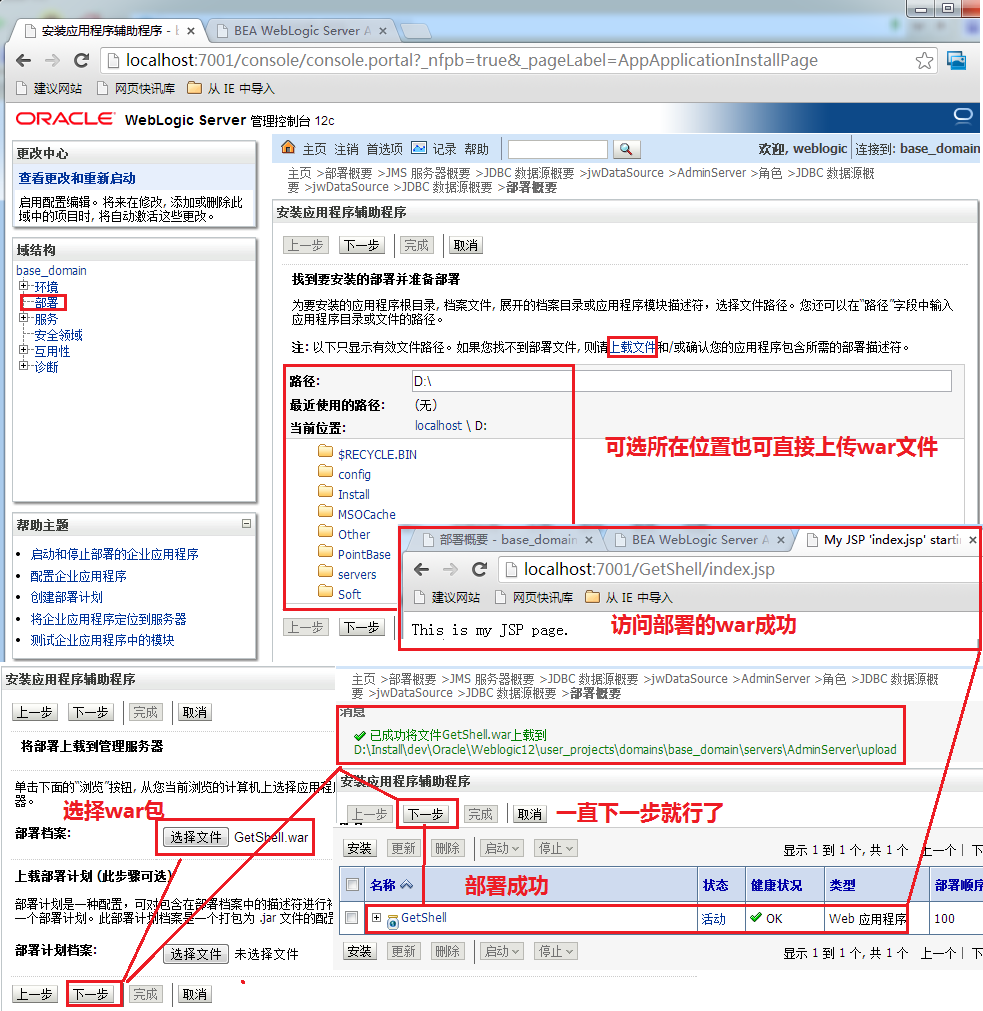 安装应用程序辅助程序 - B
BEA WebLogic Server A
localhost:7001/console/console.portal?_nfpb=true&_pageLabel=AppApplicationInstallPage
建议网站 网页快讯库 从 IE 中导入
ORACLE WebLogic Server 管理控制台 12c
更改中心
查看更改和重新启动
启用配置编辑。将来在修改, 添加或删除此
域中的项目时, 将自动激活这些更改。
域结构
base_domain
环境
部署
服务
安全领域
互用性
诊断
帮助主题
启动和停止部署的企业应用程序
配置企业应用程序
创建部署计划
将企业应用程序定位到服务器
测试企业应用程序中的模块
主页 注销 首选项 记录 帮助
欢迎, weblogic 连接到: base_domain
主页 >部署概要 >JMS 服务器概要 >JDBC 数据源概要 >jwDataSource >AdminServer >角色 >JDBC 数据源概
要 >jwDataSource >JDBC 数据源概要 >部署概要
安装应用程序辅助程序
上一步 下一步 完成 取消
找到要安装的部署并准备部署
为要安装的应用程序根目录, 档案文件, 展开的档案目录或应用程序模块描述符，选择文件路径。您还可以在“路径”字段中输入
应用程序目录或文件的路径。
注: 以下只显示有效文件路径。如果您找不到部署文件, 则请上载文件和/或确认您的应用程序包含所需的部署描述符。
路径: D:\
最近使用的路径: (无)
当前位置: localhost \ D:
$RECYCLE.BIN
config
Install
MSOCache
Other
PointBase
servers
Soft
可选所在位置也可直接上传war文件
上一步 下一步
部署概要 - base_domain
BEA WebLogic Server A
My JSP 'index.jsp' starti
localhost:7001/GetShell/index.jsp
建议网站 网页快讯库 从 IE 中导入
This is my JSP page.
访问部署的war成功
安装应用程序辅助程序
上一步 下一步 完成 取消
将部署上载到管理服务器
单击下面的“浏览”按钮, 从您当前浏览的计算机上选择应用程
器。
选择war包
部署档案: 选择文件 GetShell.war
上载部署计划 (此步骤可选)
部署计划是一种配置，可对包含在部署档案中的描述符进行补
一个部署计划。此部署计划档案是一个打包为 .jar 文件的配置
部署计划档案: 选择文件 未选择文件
上一步 下一步 完成 取消
主页 >部署概要 >JMS 服务器概要 >JDBC 数据源概要 >jwDataSource >AdminServer >角色 >JDBC 数据源概
要 >jwDataSource >JDBC 数据源概要 >部署概要
消息
已成功将文件GetShell.war上载到
D:\Install\dev\Oracle\Weblogic12\user_projects\domains\base_domain\servers\AdminServer\upload
安装应用程序辅助程序
上一步 下一步 完成 取消
一直下一步就行了
安装 更新 删除 启动 停止
显示 1 到 1 个, 共 1 个 上一个 | 下
部署成功
名称 状态 健康状况 类型 部署顺序
GetShell 活动 OK Web 应用程序 100
安装 更新 删除 启动 停止
显示 1 到 1 个, 共 1 个 上一个 | 下